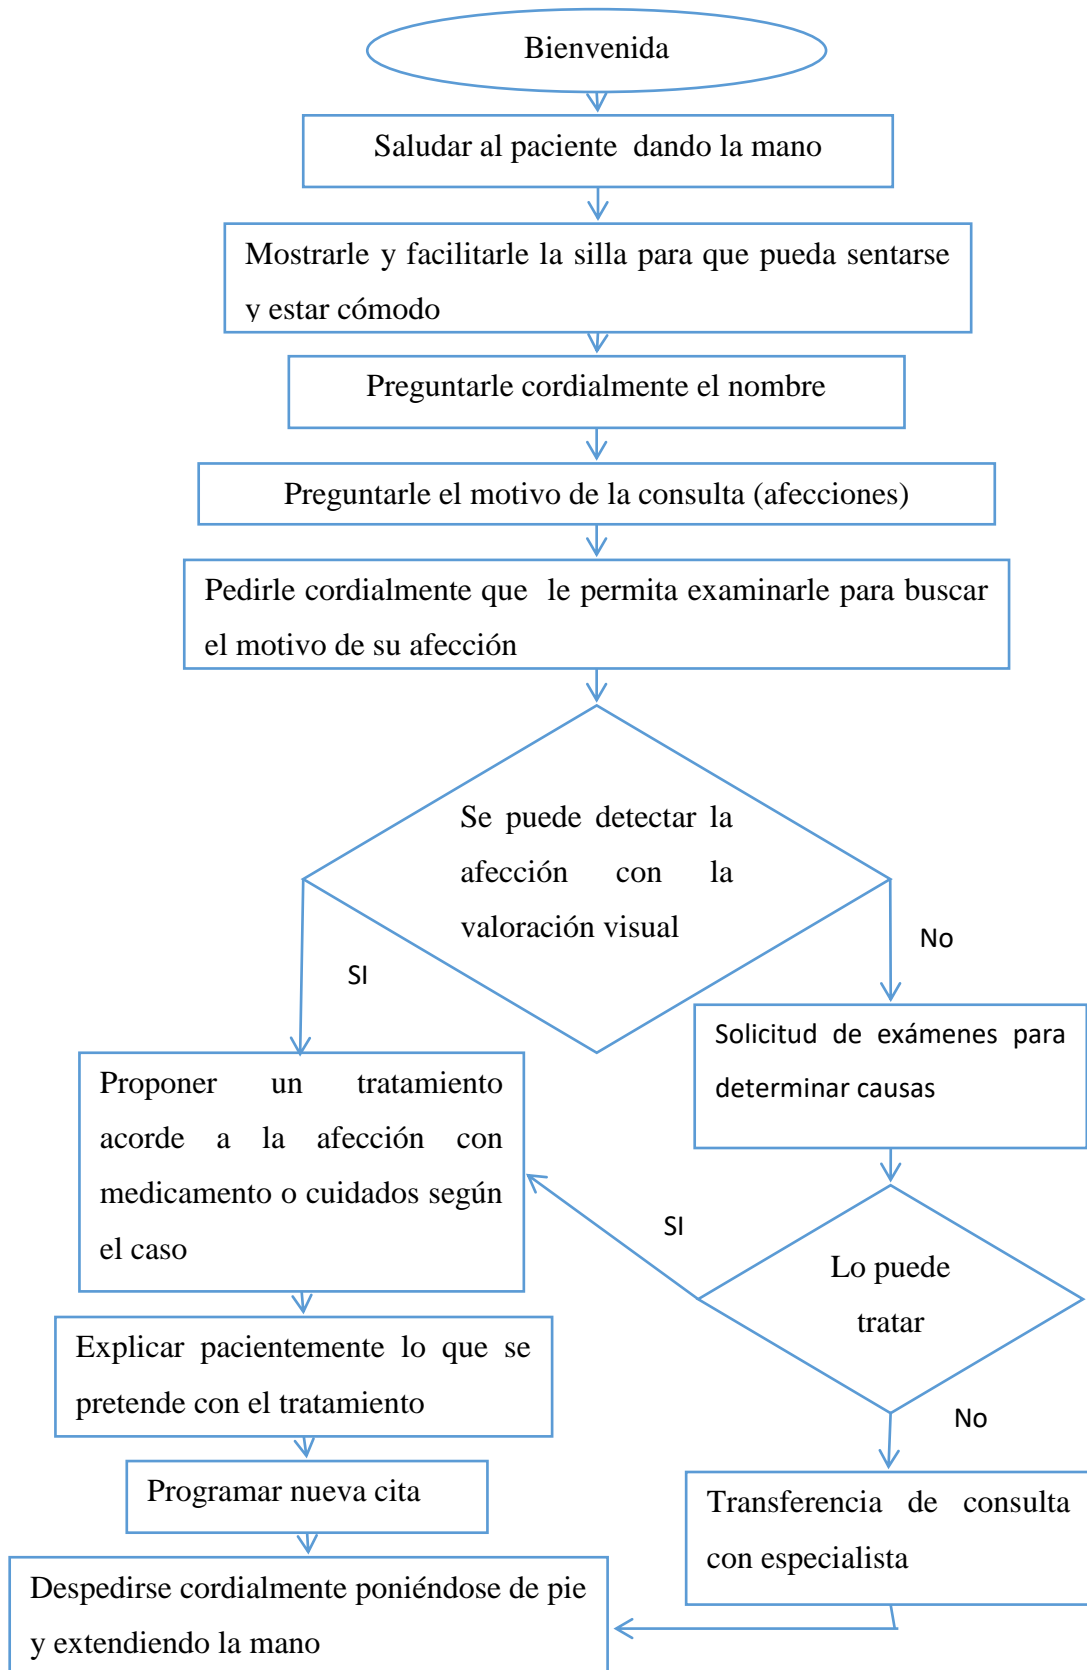 Bienvenida
Saludar al paciente dando la mano
Mostrarle y facilitarle la silla para que pueda sentarse
y estar cómodo
Preguntarle cordialmente el nombre
Preguntarle el motivo de la consulta (afecciones)
Pedirle cordialmente que le permita examinarle para buscar
el motivo de su afección
Se puede detectar la
afección con la
valoración visual
SI
No
Solicitud de exámenes para
determinar causas
Proponer un tratamiento
acorde a la afección con
medicamento o cuidados según
el caso
SI
Lo puede
tratar
No
Explicar pacientemente lo que se
pretende con el tratamiento
Programar nueva cita
Transferencia de consulta
con especialista
Despedirse cordialmente poniéndose de pie
y extendiendo la mano